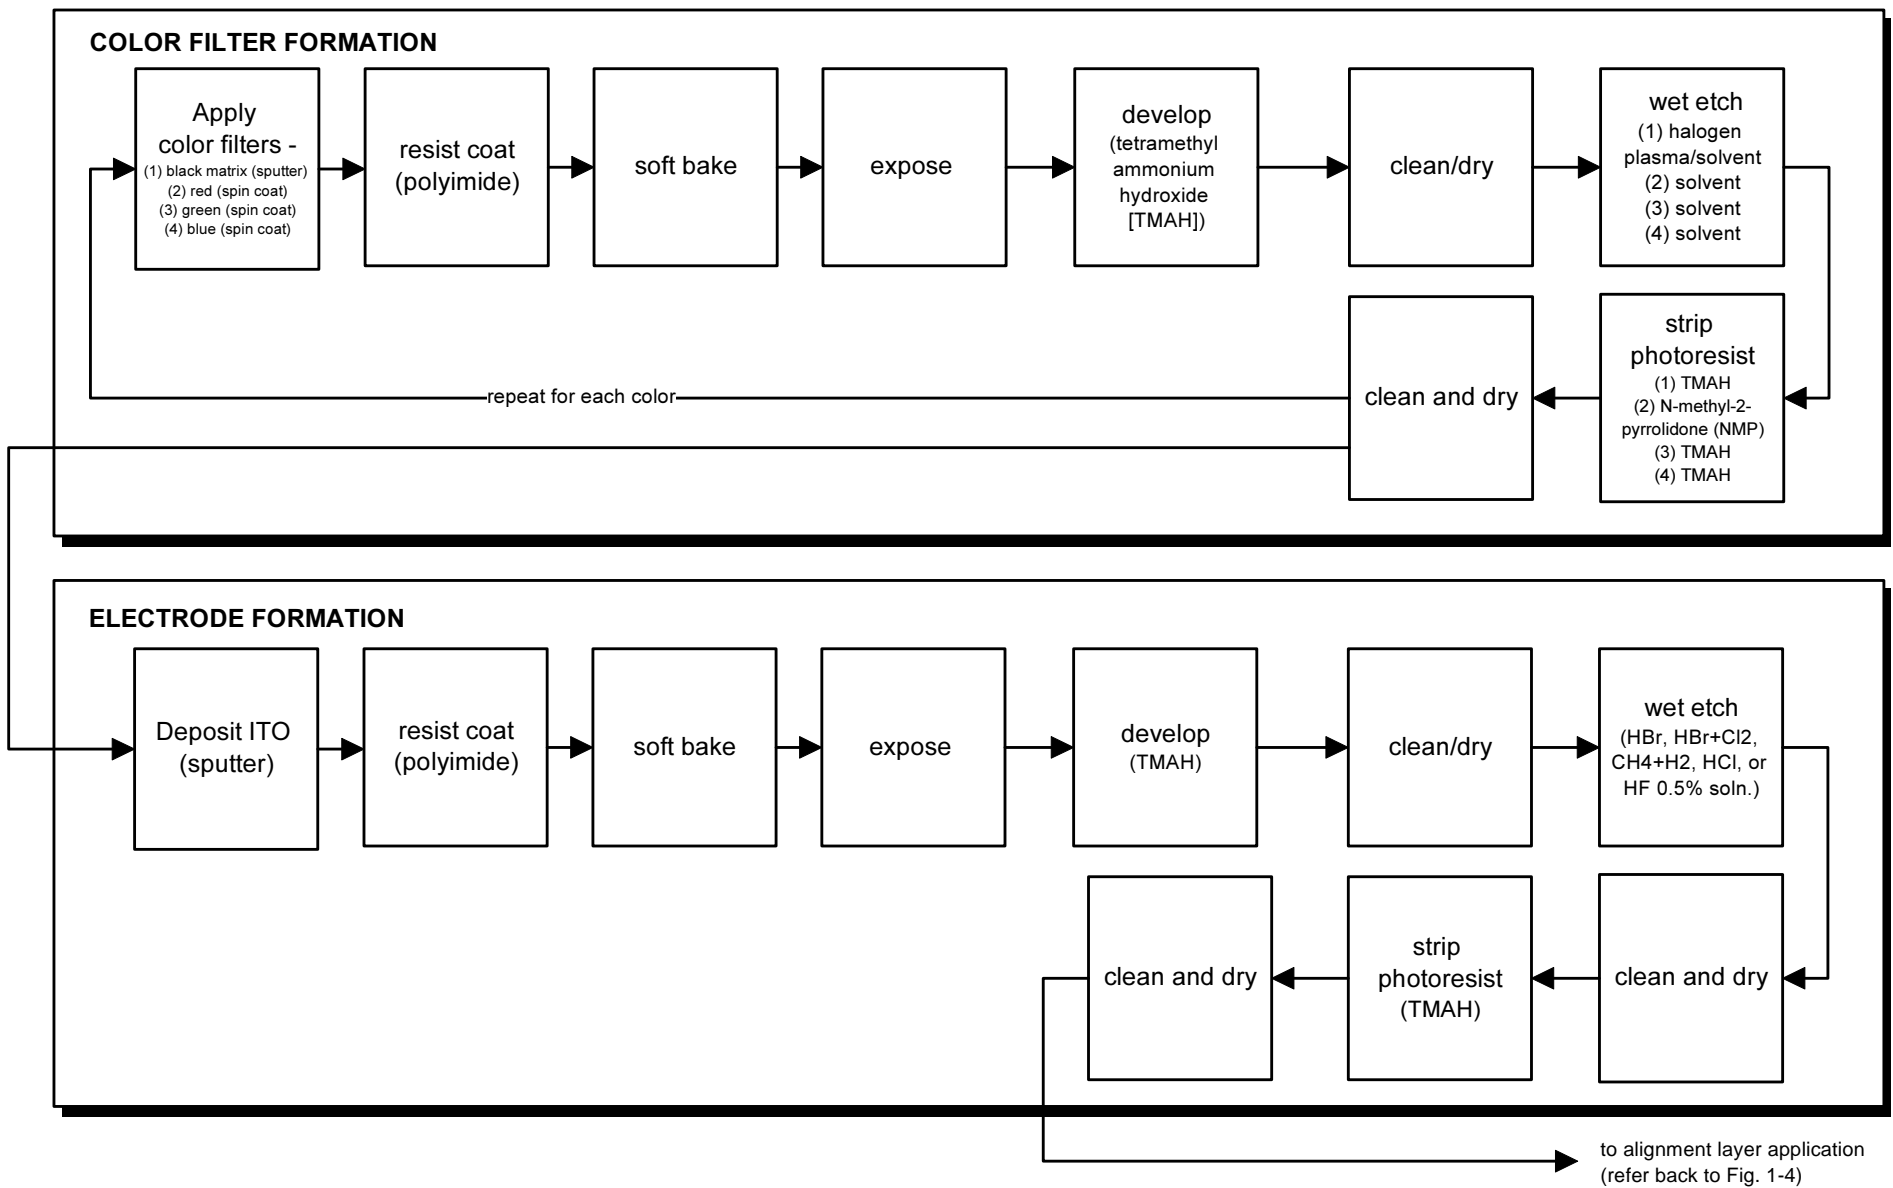 COLOR FILTER FORMATION
Apply
color filters -
(1) black matrix (sputter)
(2) red (spin coat)
(3) green (spin coat)
(4) blue (spin coat)
resist coat
(polyimide)
soft bake
expose
develop
(tetramethyl
ammonium
hydroxide
[TMAH])
clean/dry
wet etch
(1) halogen
plasma/solvent
(2) solvent
(3) solvent
(4) solvent
strip
photoresist
(1) TMAH
(2) N-methyl-2-
pyrrolidone (NMP)
(3) TMAH
(4) TMAH
clean and dry
repeat for each color
ELECTRODE FORMATION
Deposit ITO
(sputter)
resist coat
(polyimide)
soft bake
expose
develop
(TMAH)
clean/dry
wet etch
(HBr, HBr+Cl2,
CH4+H2, HCl, or
HF 0.5% soln.)
clean and dry
strip
photoresist
(TMAH)
clean and dry
to alignment layer application
(refer back to Fig. 1-4)